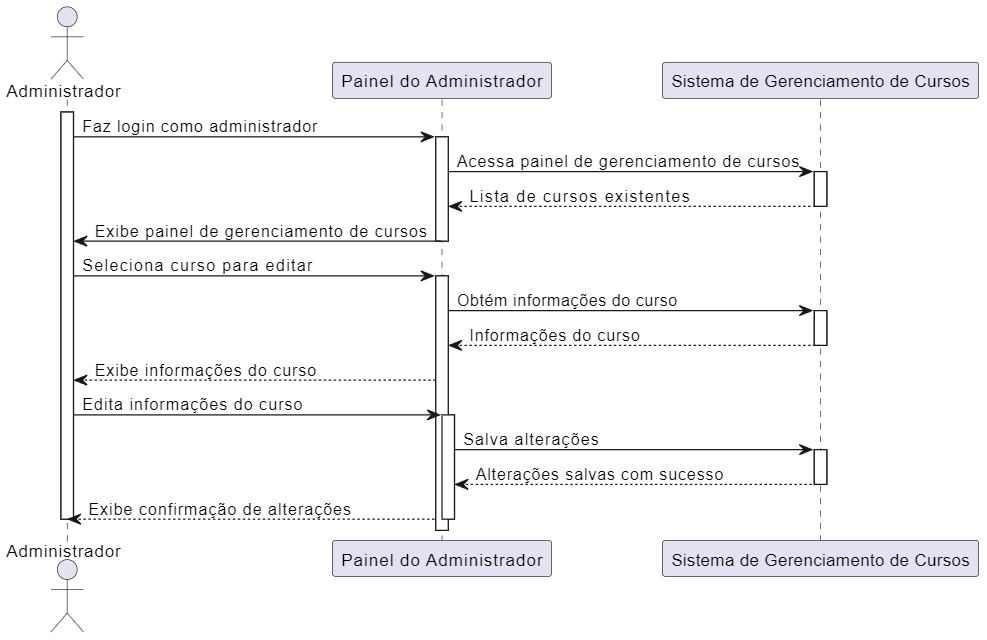 Administrador
Painel do Administrador
Sistema de Gerenciamento de Cursos
Faz login como administrador
Acessa painel de gerenciamento de cursos
Lista de cursos existentes
Exibe painel de gerenciamento de cursos
Seleciona curso para editar
Obtém informações do curso
Informações do curso
Exibe informações do curso
Edita informações do curso
Salva alterações
Alterações salvas com sucesso
Exibe confirmação de alterações
Administrador
Painel do Administrador
Sistema de Gerenciamento de Cursos